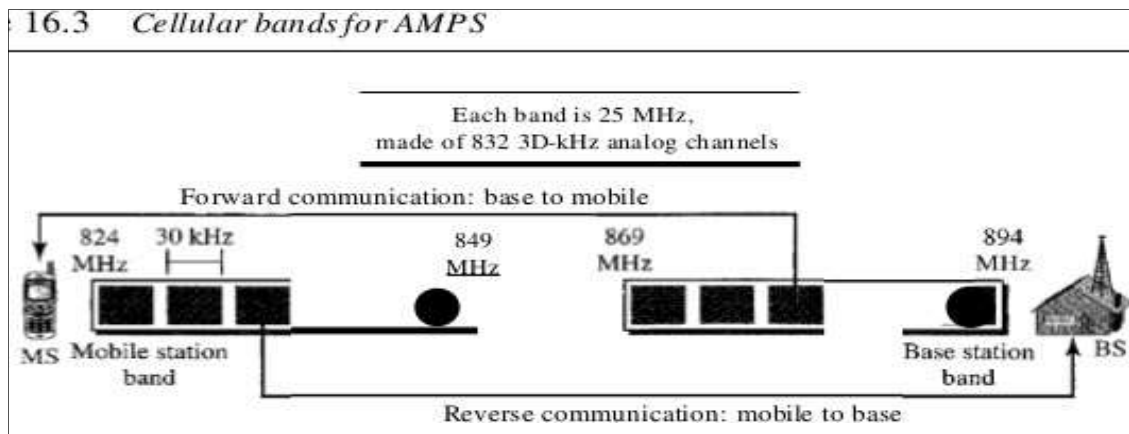 16.3 Cellular bands for AMPS
Each band is 25 MHz,
made of 832 3D-kHz analog channels
Forward communication: base to mobile
824
MHz
30 kHz
849
MHz
869
MHz
894
MHz
MS
Mobile station
band
Base station
band
BS
Reverse communication: mobile to base